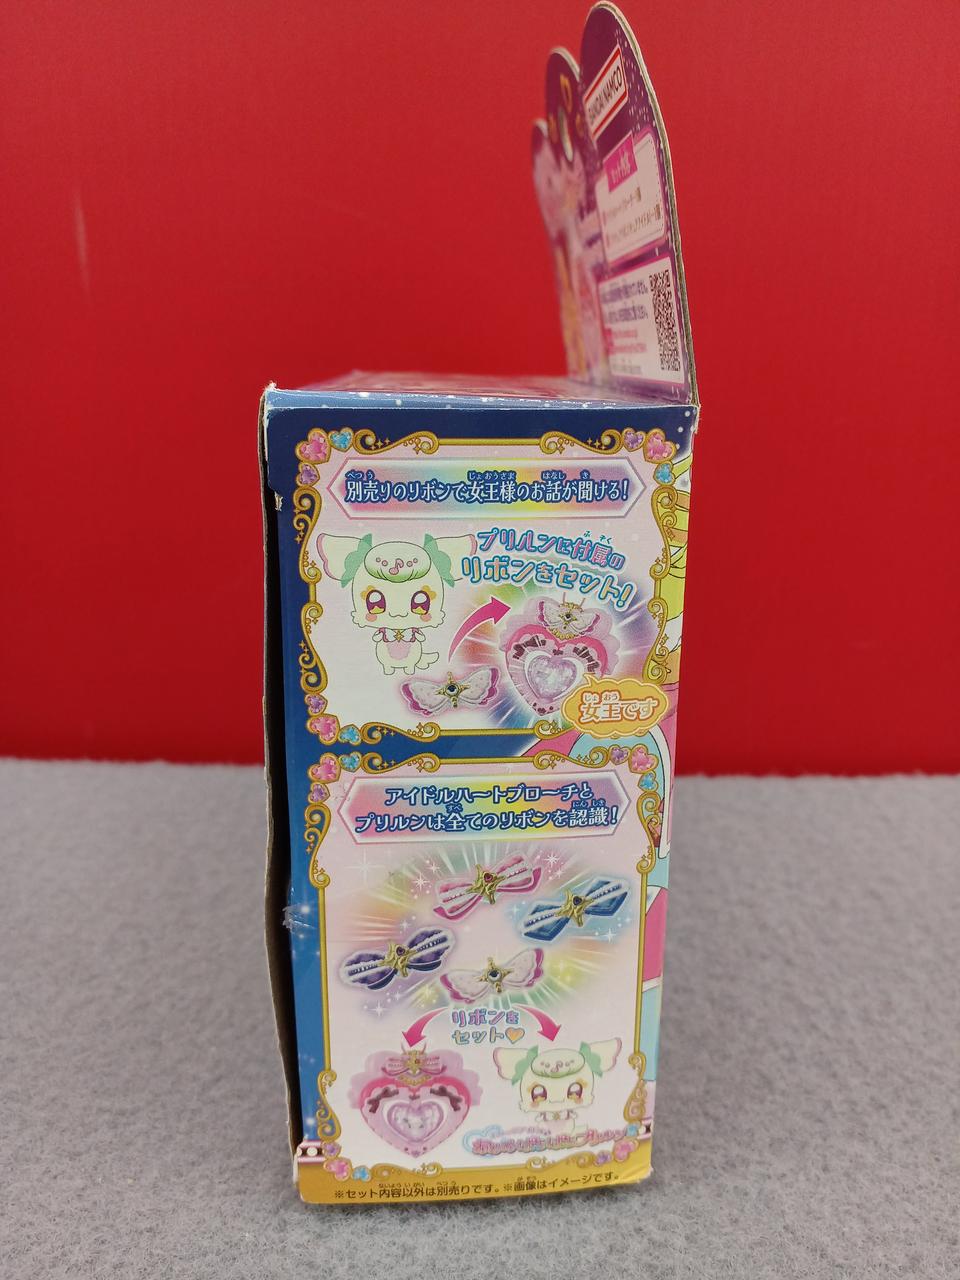 BANDAI NAMCO
別売りのリボンで女王様のお話が聞ける!
プリルンに付属の
リボンをセット!
女王です
アイドルハートブローチと
プリルンは全てのリボンを認識!
リボンを
セット♡
※セット内容以外は別売りです。※画像はイメージです。